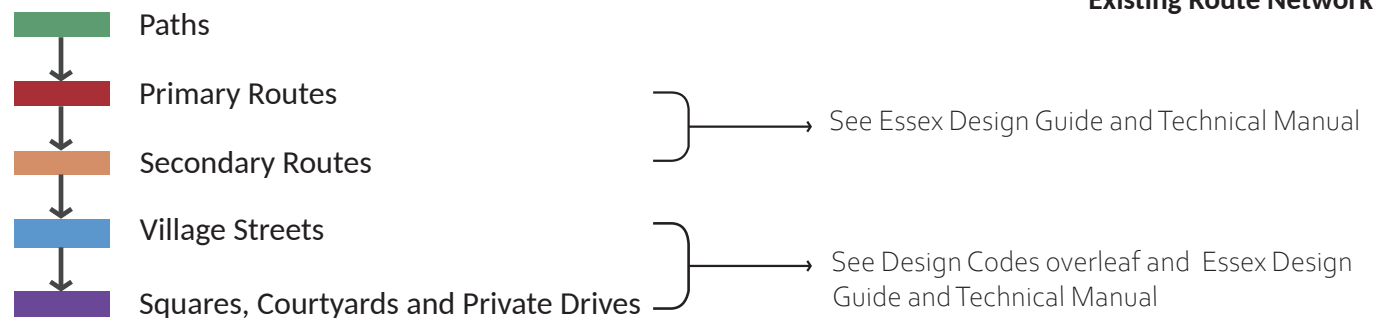 Existing Route Network
Paths
Primary Routes
See Essex Design Guide and Technical Manual
Secondary Routes
Village Streets
See Design Codes overleaf and Essex Design
Guide and Technical Manual
Squares, Courtyards and Private Drives